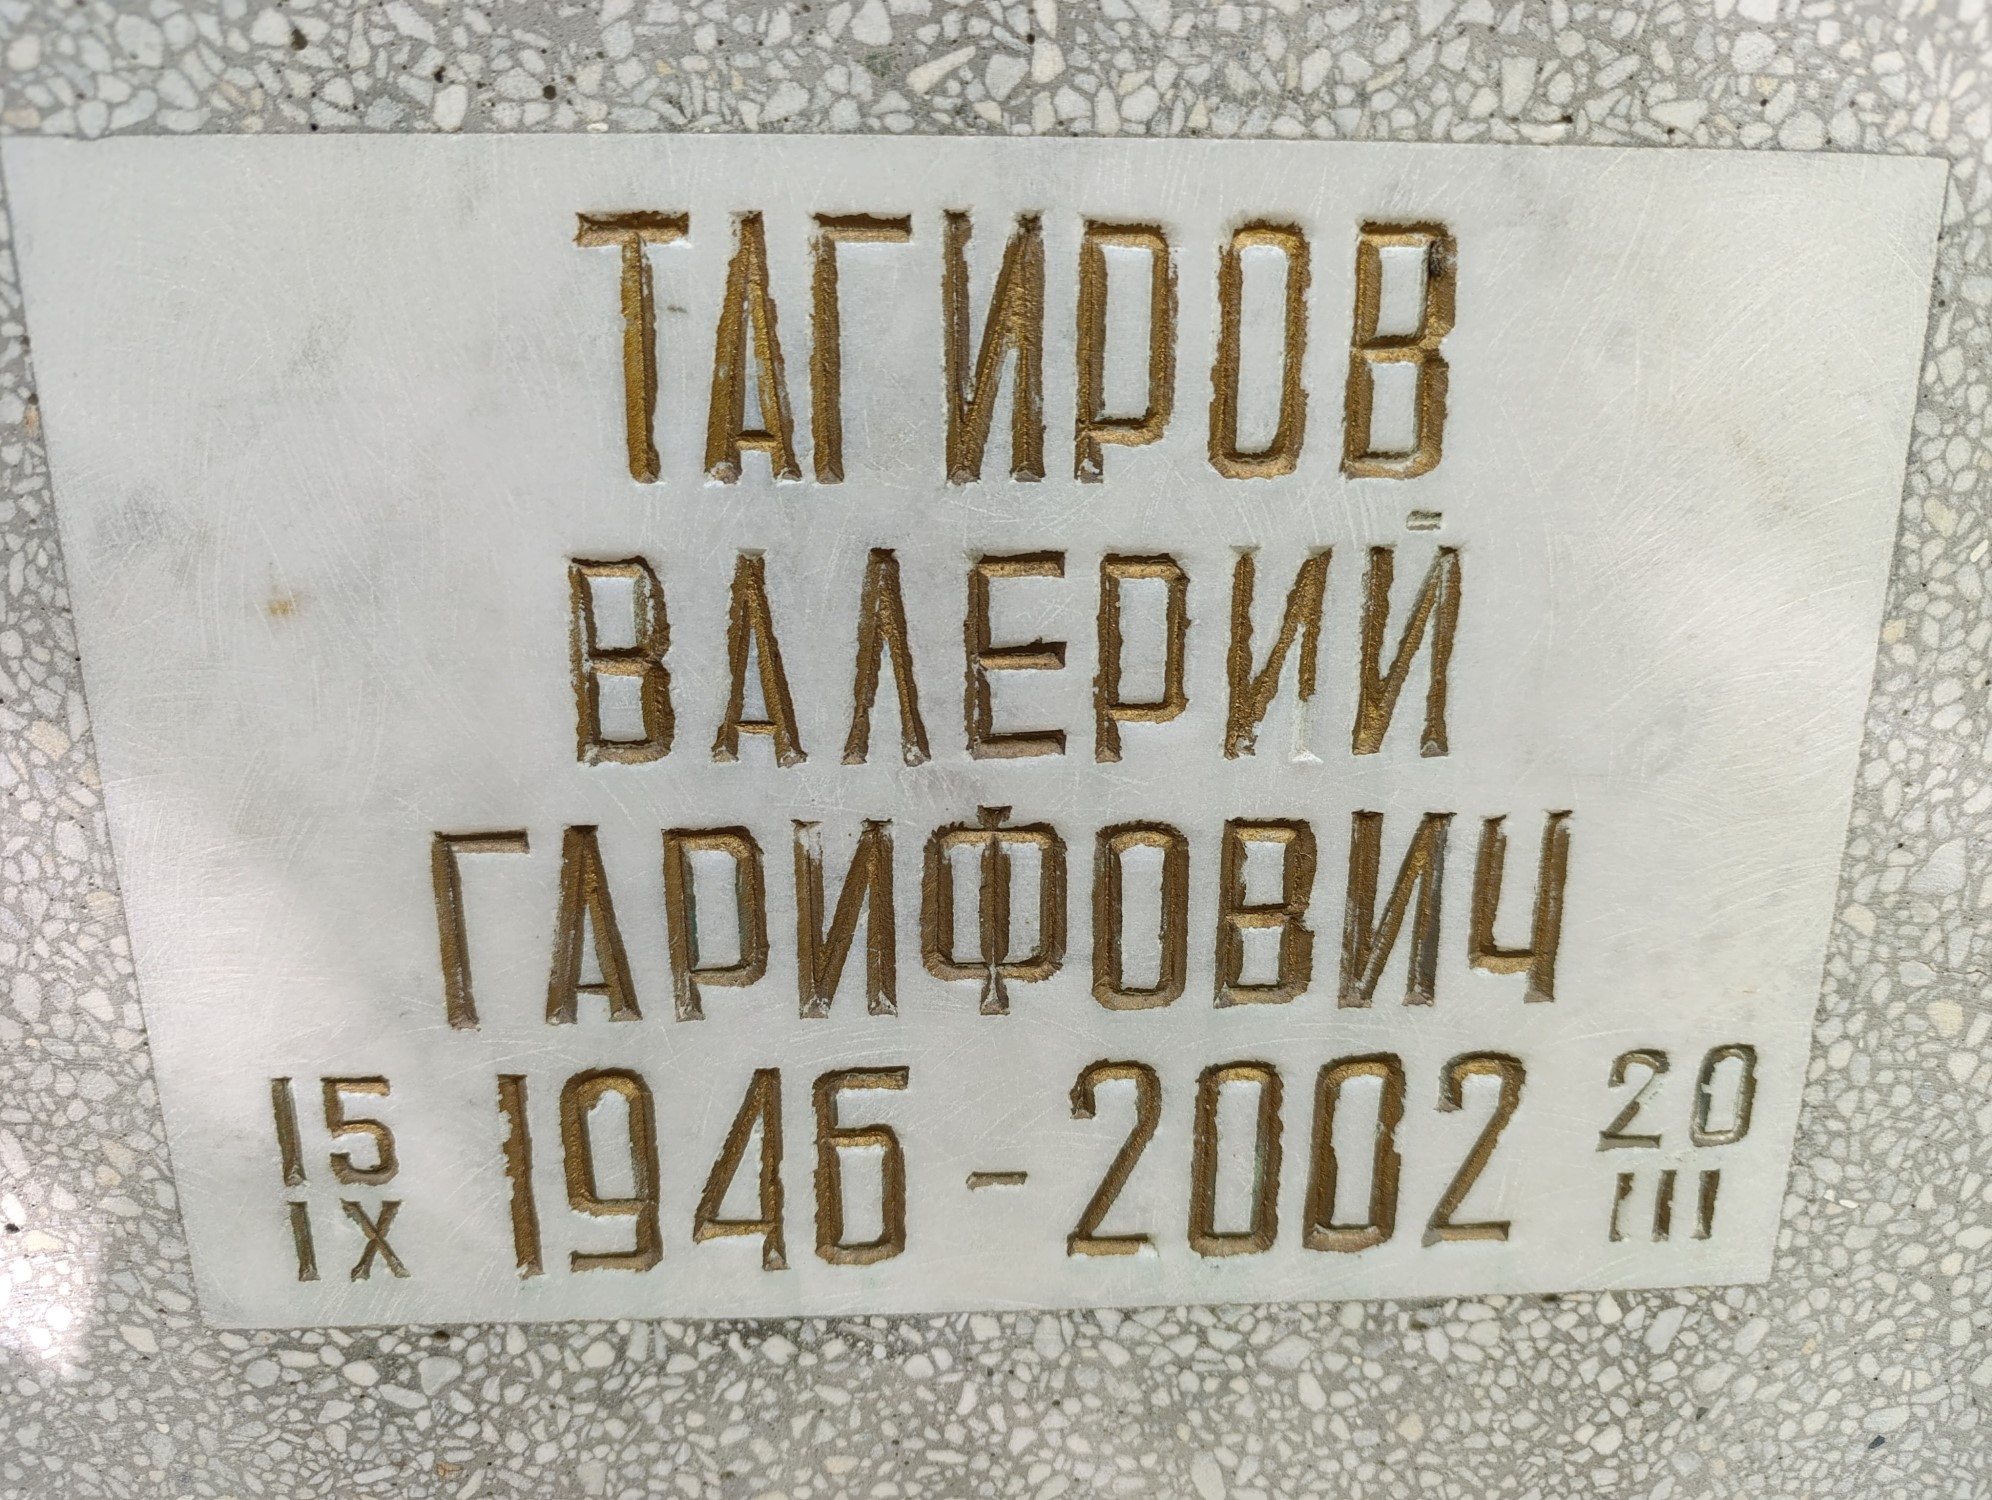 ТАГИРОВ
ВАЛЕРИЙ
ГАРИФОВИЧ
15 IX 1946 - 2002 20 III